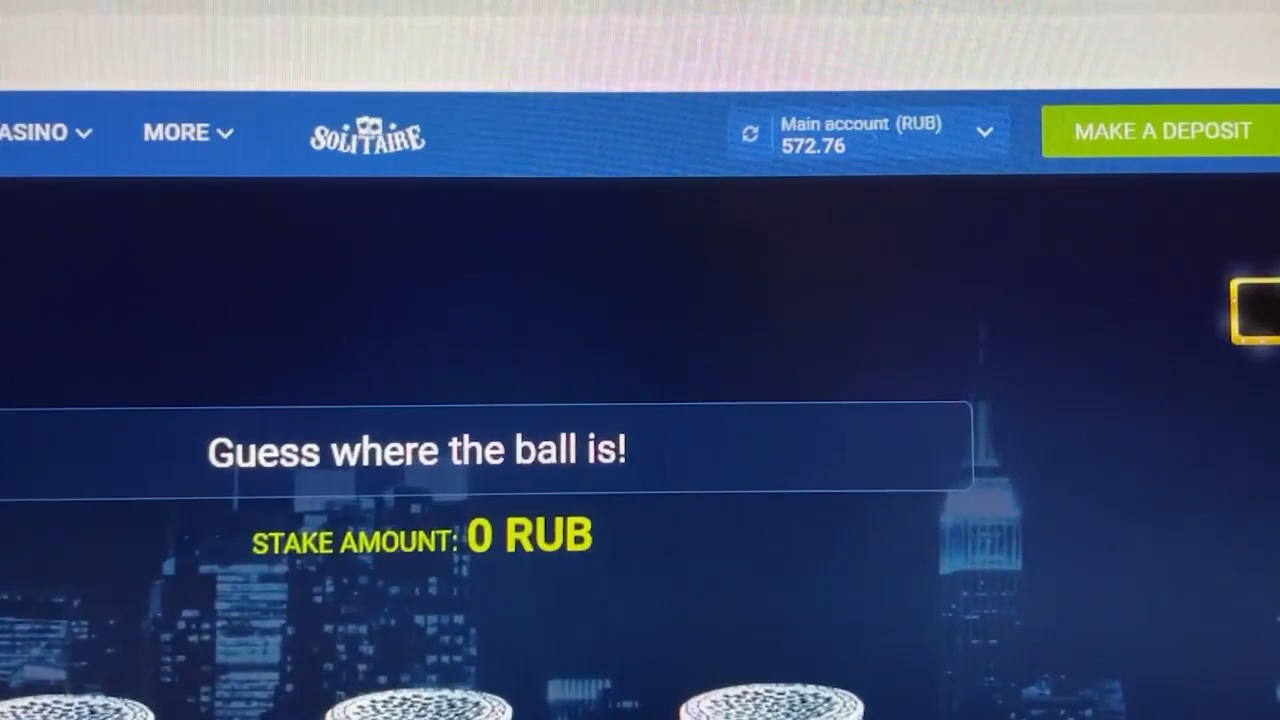 ASINO
MORE
SOLITAIRE
Main account (RUB)
572.76
MAKE A DEPOSIT
Guess where the ball is!
STAKE AMOUNT: 0 RUB